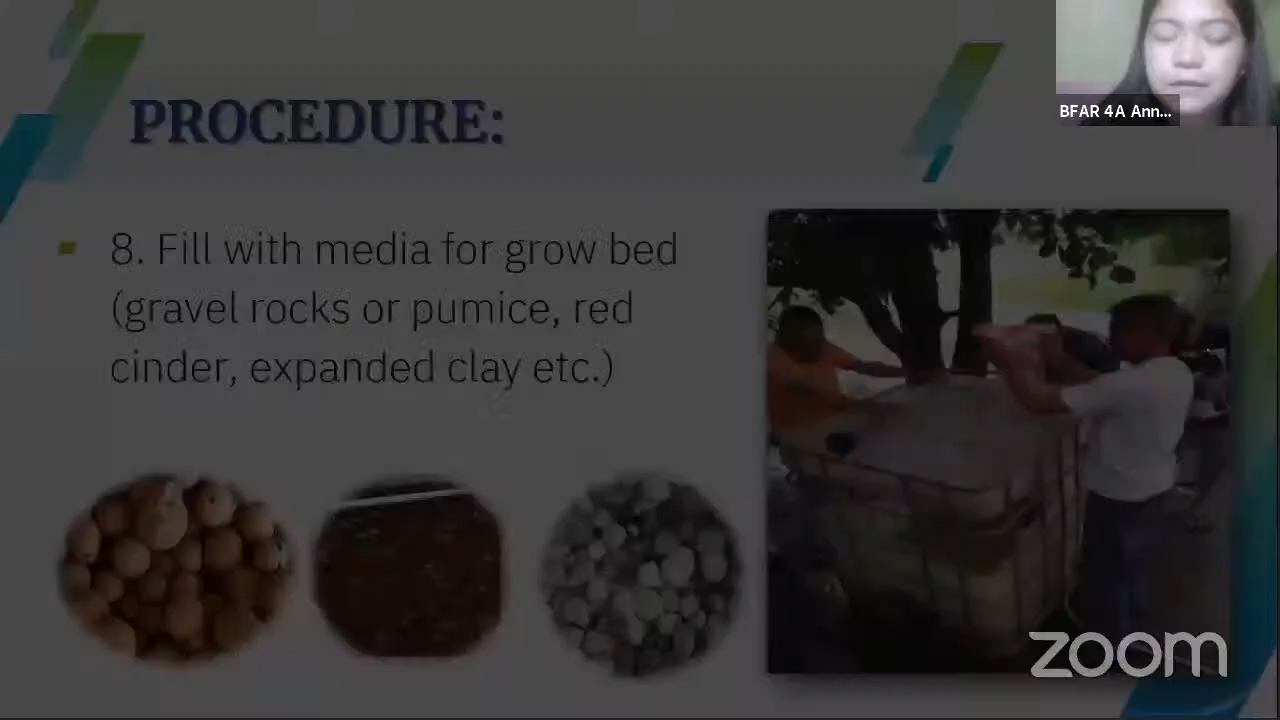 BFAR 4A Ann...
PROCEDURE:
8. Fill with media for grow bed
(gravel rocks or pumice, red
cinder, expanded clay etc.)
zoom